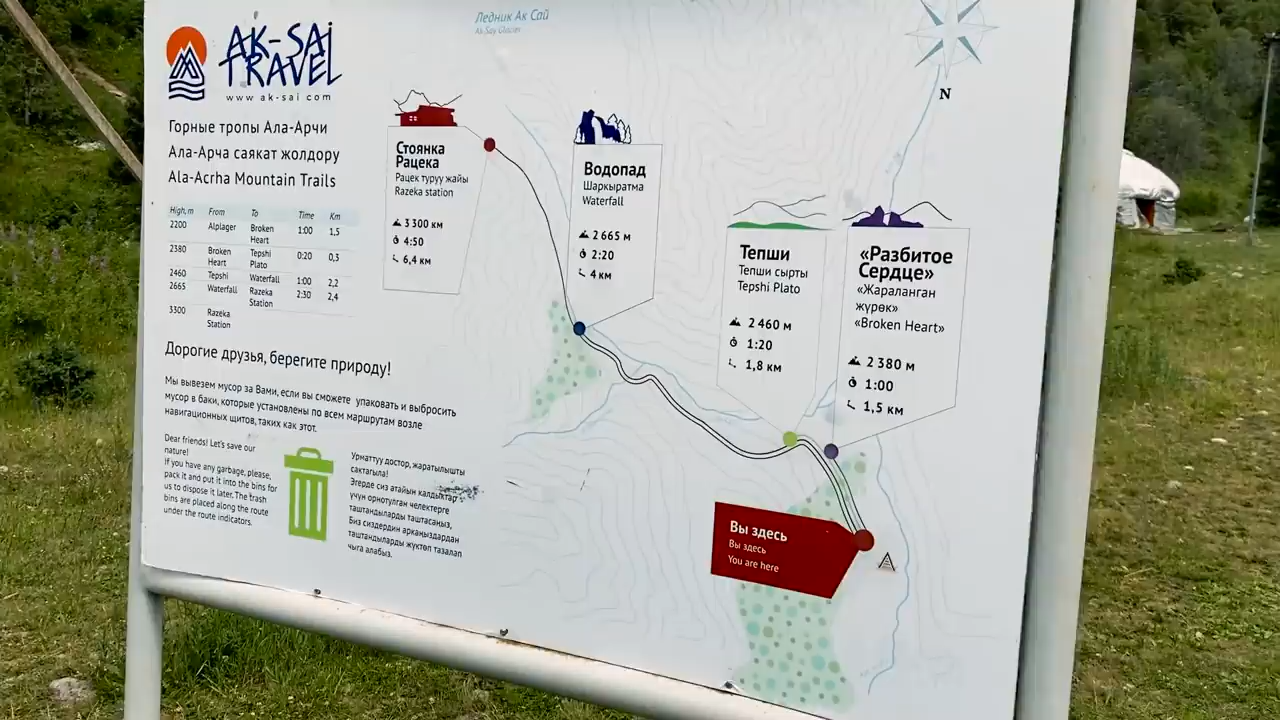 AK-SAI
TRAVEL
www.ak-sai.com
Горные тропы Ала-Арчи
Ала-Арча саякат жолдору
Ala-Acrha Mountain Trails
High, m From To Time Km
2200 Alplager Broken Heart 1:00 1,5
2380 Broken Heart Tepshi Plato 0:20 0,3
2460 Tepshi Waterfall 1:00 2,2
2665 Waterfall Razeka Station 2:30 2,4
3300 Razeka Station
Дорогие друзья, берегите природу!
Мы вывезем мусор за Вами, если вы сможете упаковать и выбросить
мусор в баки, которые установлены по всем маршрутам возле
навигационных щитов, таких как этот.
Dear friends! Let's save our
nature!
If you have any garbage, please,
pack it and put it into the bins for
us to dispose it later. The trash
bins are placed along the route
under the route indicators.
Урматтуу достор, жаратылышты
сактагыла!
Эгерде сиз атайын калдыктар
үчүн орнотулган челектерге
таштандыларды таштасаңыз,
Биз сиздердин арканыздардан
таштандыларды жүктөп тазалап
чыга алабыз.
Ледник Ак Сай
Ak-Say Glacier
N
Стоянка
Рацека
Рацек туруу жайы
Razeka station
3 300 км
4:50
6,4 км
Водопад
Шаркыратма
Waterfall
2 665 м
2:20
4 км
Тепши
Тепши сырты
Tepshi Plato
2 460 м
1:20
1,8 км
«Разбитое
Сердце»
«Жараланган
жүрөк»
«Broken Heart»
2 380 м
1:00
1,5 км
Вы здесь
Вы здесь
You are here